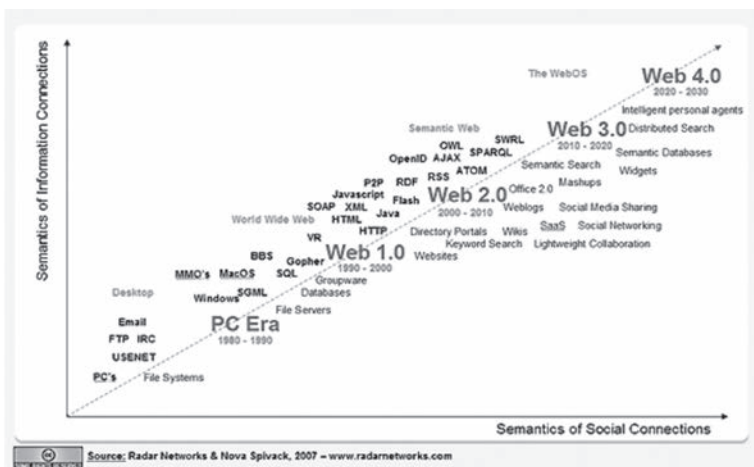 Semantics of Information Connections
The WebOS
Web 4.0
2020 - 2030
Intelligent personal agents
Semantic Web
SWRL
Web 3.0
2010 - 2020
Distributed Search
OWL
OpenID
AJAX
SPARQL
Semantic Databases
ATOM
Semantic Search
Widgets
P2P
RDF
RSS
Mashups
Javascript
Flash
Web 2.0
2000 - 2010
Office 2.0
SOAP
XML
Java
Weblogs
Social Media Sharing
World Wide Web
HTML
HTTP
Directory Portals
Wikis
SaaS
Social Networking
VR
Keyword Search
Lightweight Collaboration
Web 1.0
1990 - 2000
Websites
BBS
Gopher
MMO's
MacOS
SQL
Groupware
Desktop
Windows
SGML
Databases
File Servers
Email
PC Era
1980 - 1990
FTP
IRC
USENET
PC's
File Systems
Semantics of Social Connections
Source: Radar Networks & Nova Spivack, 2007 – www.radarnetworks.com